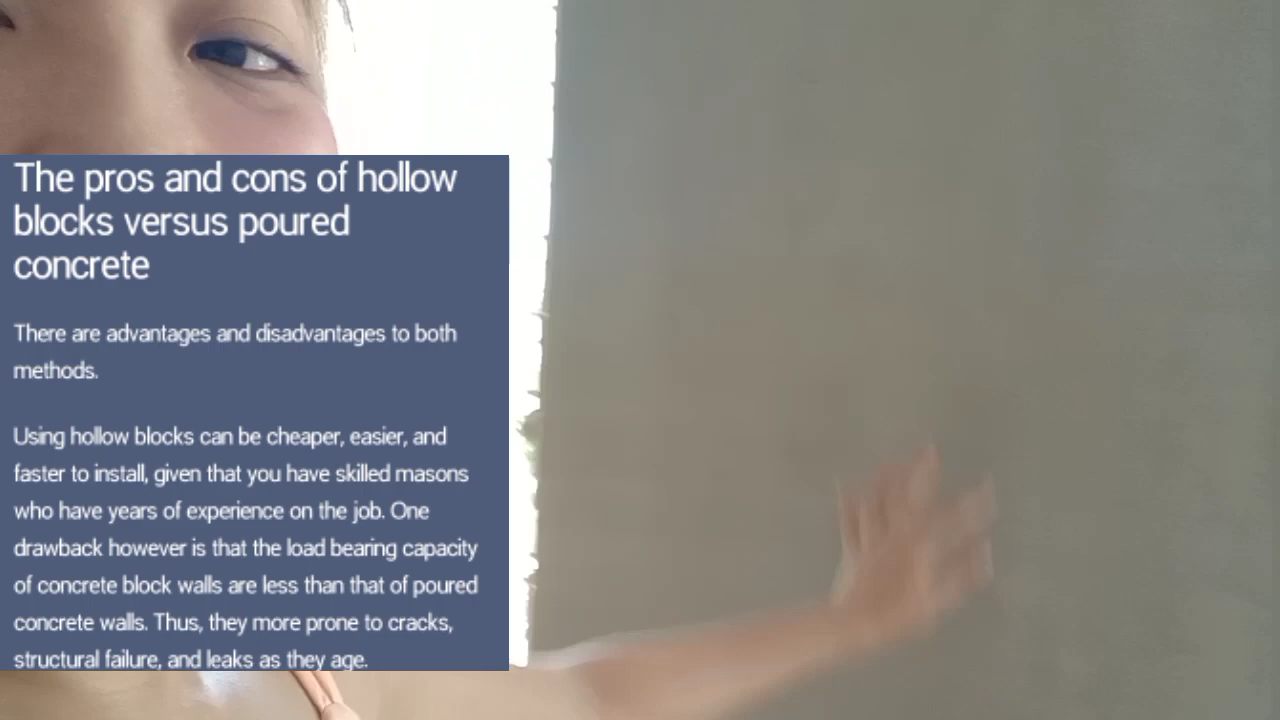 The pros and cons of hollow
blocks versus poured
concrete
There are advantages and disadvantages to both
methods.
Using hollow blocks can be cheaper, easier, and
faster to install, given that you have skilled masons
who have years of experience on the job. One
drawback however is that the load bearing capacity
of concrete block walls are less than that of poured
concrete walls. Thus, they more prone to cracks,
structural failure, and leaks as they age.